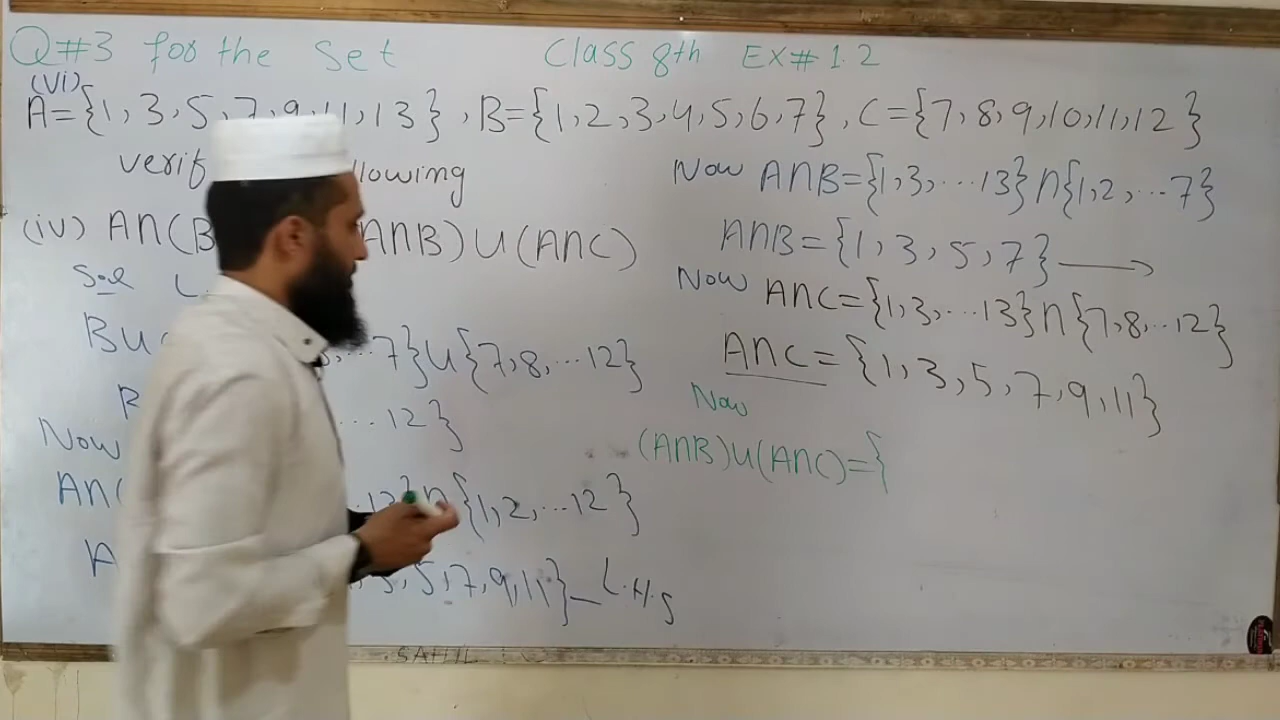 Q#3 for the Set Class 8th EX# 1.2
(vi)
A={1,3,5,7,9,11,13}, B={1,2,3,4,5,6,7}, C={7,8,9,10,11,12}
verif llowing
(iv) A∩(B A∩B)∪(A∩C)
Sol L
B∪ ,...7}∪{7,8,...12}
...12}
Now
A∩( 13}∩{1,2,...12}
A ,5,7,9,11} — L.H.S
Now A∩B={1,3,...13}∩{1,2,...7}
A∩B={1,3,5,7} ⟶
Now A∩C={1,3,...13}∩{7,8,...12}
A∩C={1,3,5,7,9,11}
Now
(A∩B)∪(A∩C)={
SAHIL